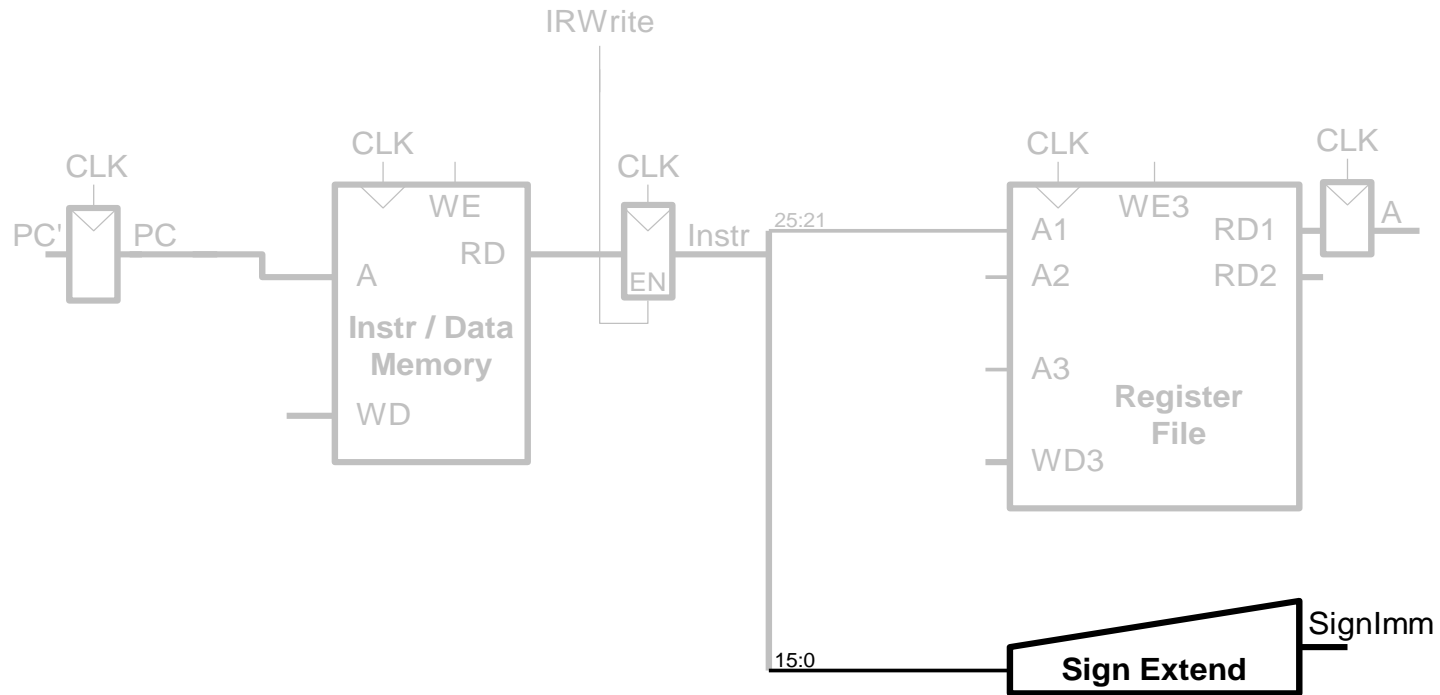 IRWrite
CLK
CLK
CLK
CLK
CLK
PC'
PC
WE
RD
A
Instr / Data
Memory
WD
EN
Instr
25:21
A1
WE3
RD1
A
A2
RD2
A3
Register
File
WD3
15:0
Sign Extend
SignImm